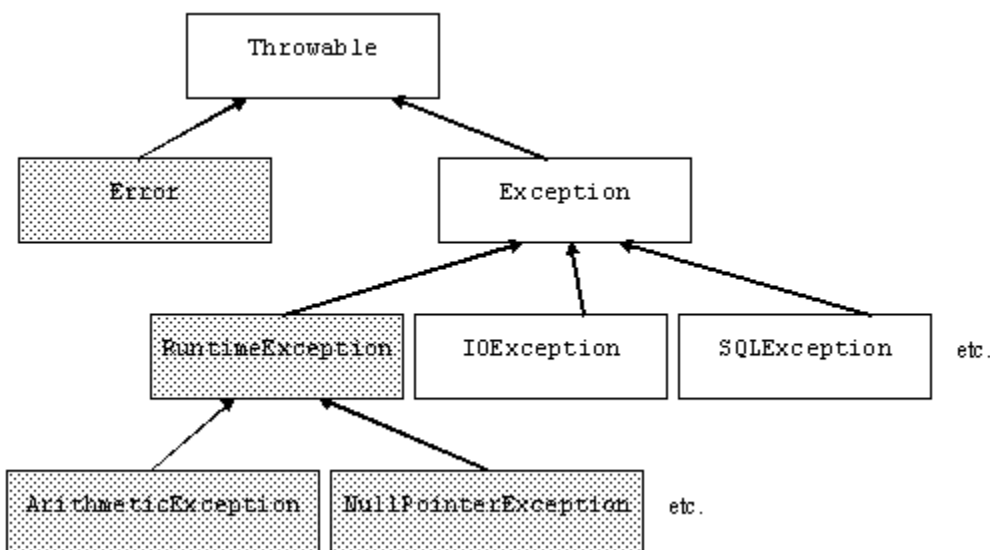 Throwable
Error
Exception
RuntimeException
IOException
SQLException
etc.
ArithmeticException
NullPointerException
etc.